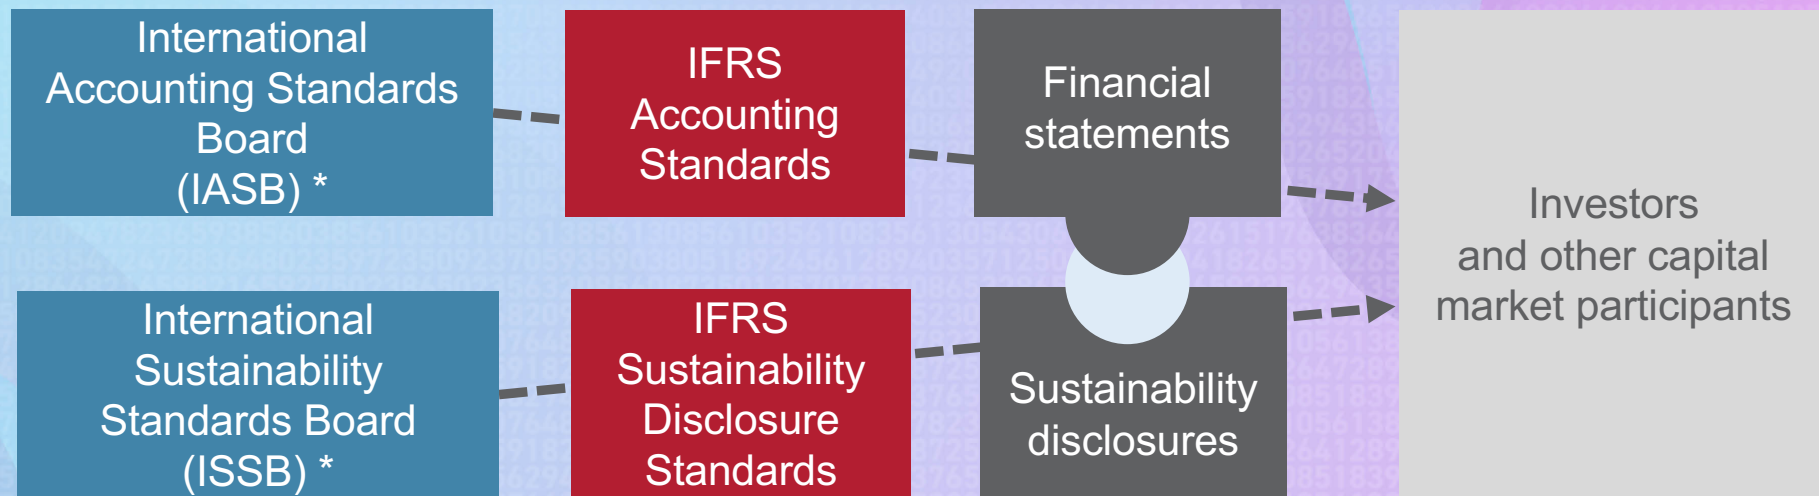 International
Accounting Standards
Board
(IASB) *
IFRS
Accounting
Standards
Financial
statements
Investors
and other capital
market participants
International
Sustainability
Standards Board
(ISSB) *
IFRS
Sustainability
Disclosure
Standards
Sustainability
disclosures